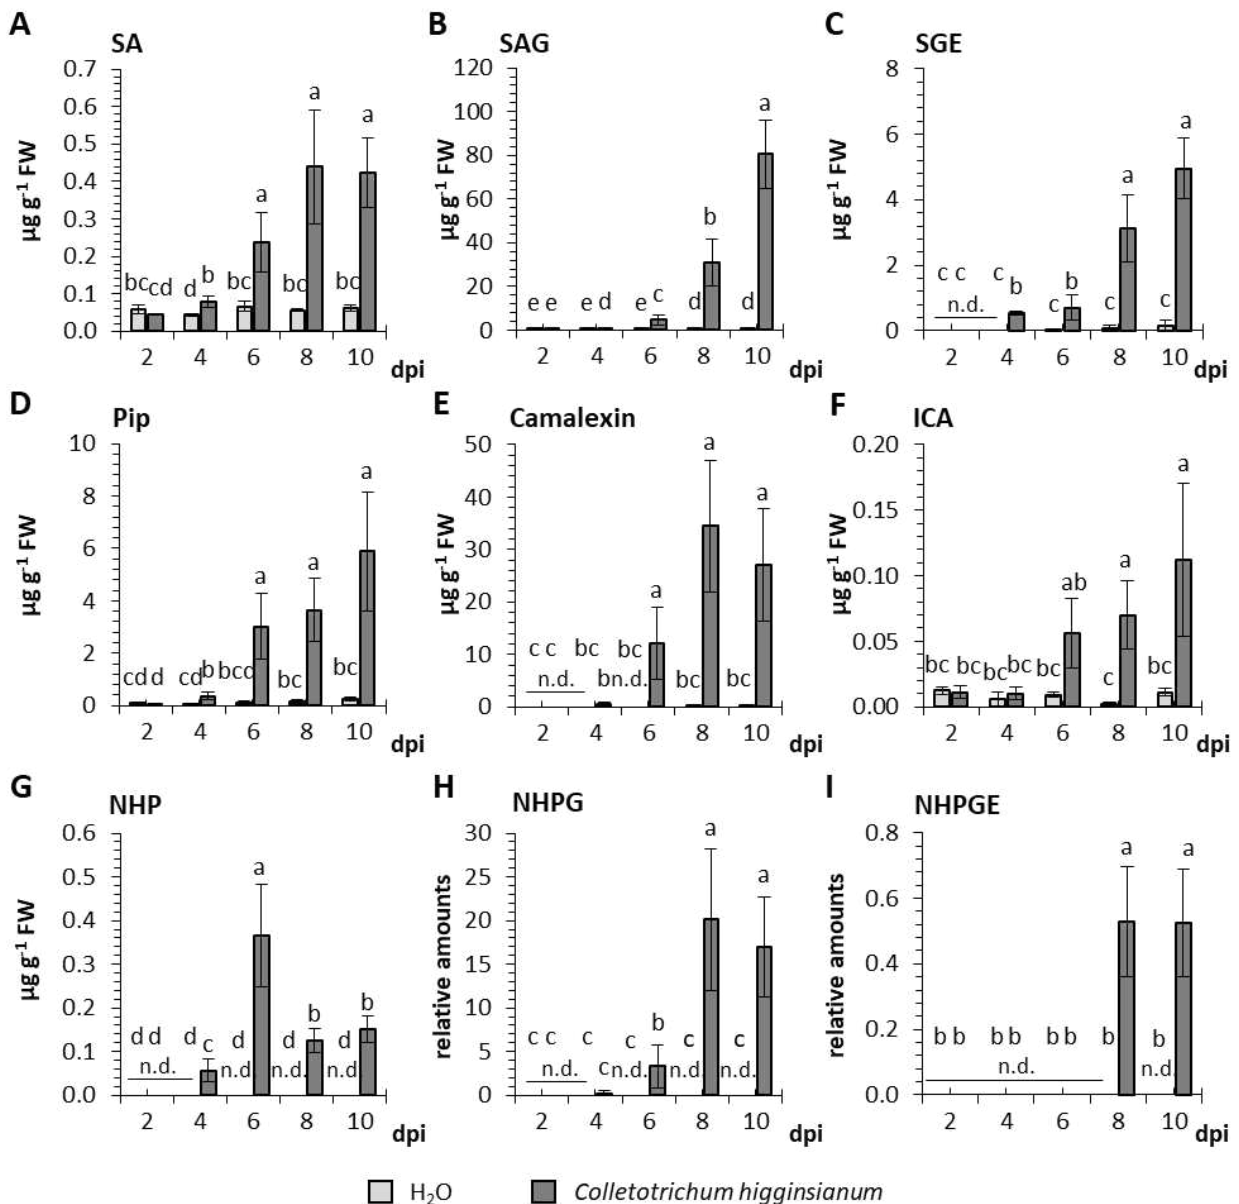 A
SA
µg g-1 FW
0.7
0.6
0.5
0.4
0.3
0.2
0.1
0.0
bc cd d b bc a bc a bc a
2 4 6 8 10 dpi
B
SAG
µg g-1 FW
120
100
80
60
40
20
0
e e e d e c d b d a
2 4 6 8 10 dpi
C
SGE
µg g-1 FW
8
6
4
2
0
c c c b c b c a c a
n.d.
2 4 6 8 10 dpi
D
Pip
µg g-1 FW
10
8
6
4
2
0
cd d cd b bcd a bc a bc a
2 4 6 8 10 dpi
E
Camalexin
µg g-1 FW
50
40
30
20
10
0
c c bc b bc a bc a bc a
n.d. n.d.
2 4 6 8 10 dpi
F
ICA
µg g-1 FW
0.20
0.15
0.10
0.05
0.00
bc bc bc bc bc ab c a bc a
2 4 6 8 10 dpi
G
NHP
µg g-1 FW
0.6
0.5
0.4
0.3
0.2
0.1
0.0
d d d c d a d b d b
n.d. n.d. n.d. n.d.
2 4 6 8 10 dpi
H
NHPG
relative amounts
30
25
20
15
10
5
0
c c c c c b c a c a
n.d. n.d. n.d. n.d.
2 4 6 8 10 dpi
I
NHPGE
relative amounts
0.8
0.6
0.4
0.2
0.0
b b b b b b b a b a
n.d. n.d.
2 4 6 8 10 dpi
H2O Colletotrichum higginsianum